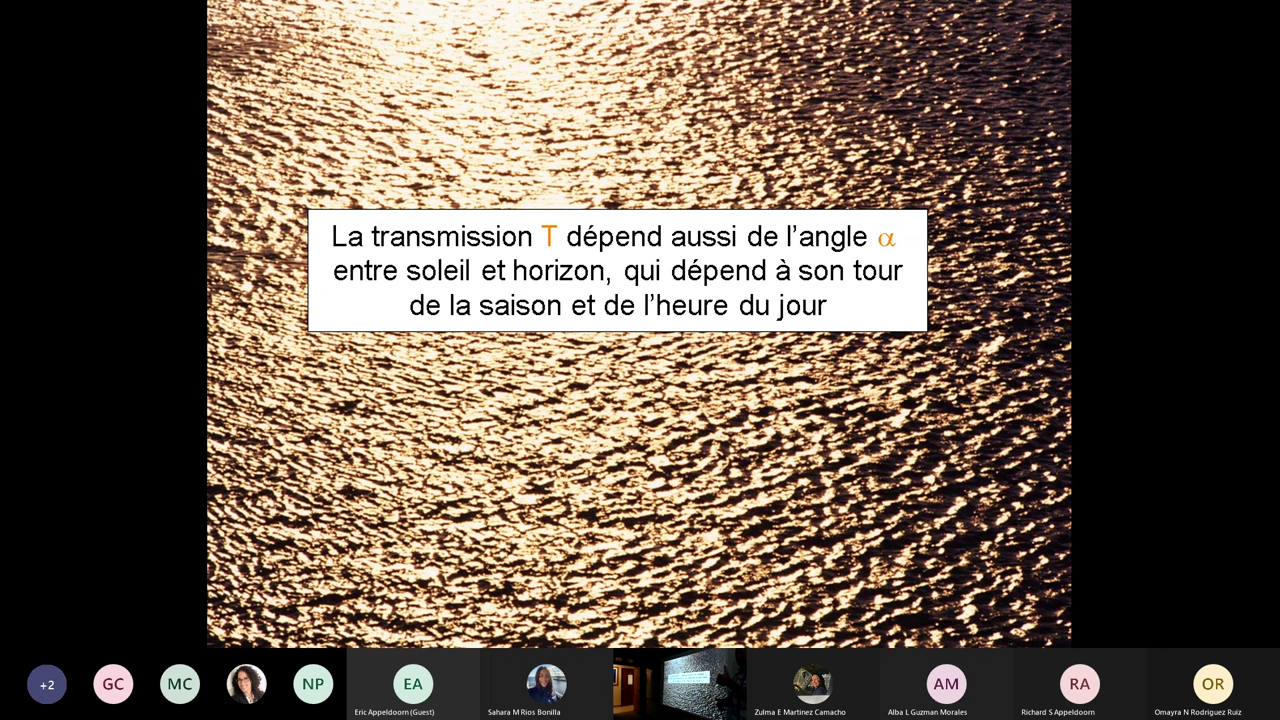 La transmission T dépend aussi de l’angle α
entre soleil et horizon, qui dépend à son tour
de la saison et de l’heure du jour
+2
GC
MC
NP
EA
AM
RA
OR
Eric Appeldoorn (Guest)
Sahara M Rios Bonilla
Zulma E Martinez Camacho
Alba L Guzman Morales
Richard S Appeldoorn
Omayra N Rodriguez Ruiz